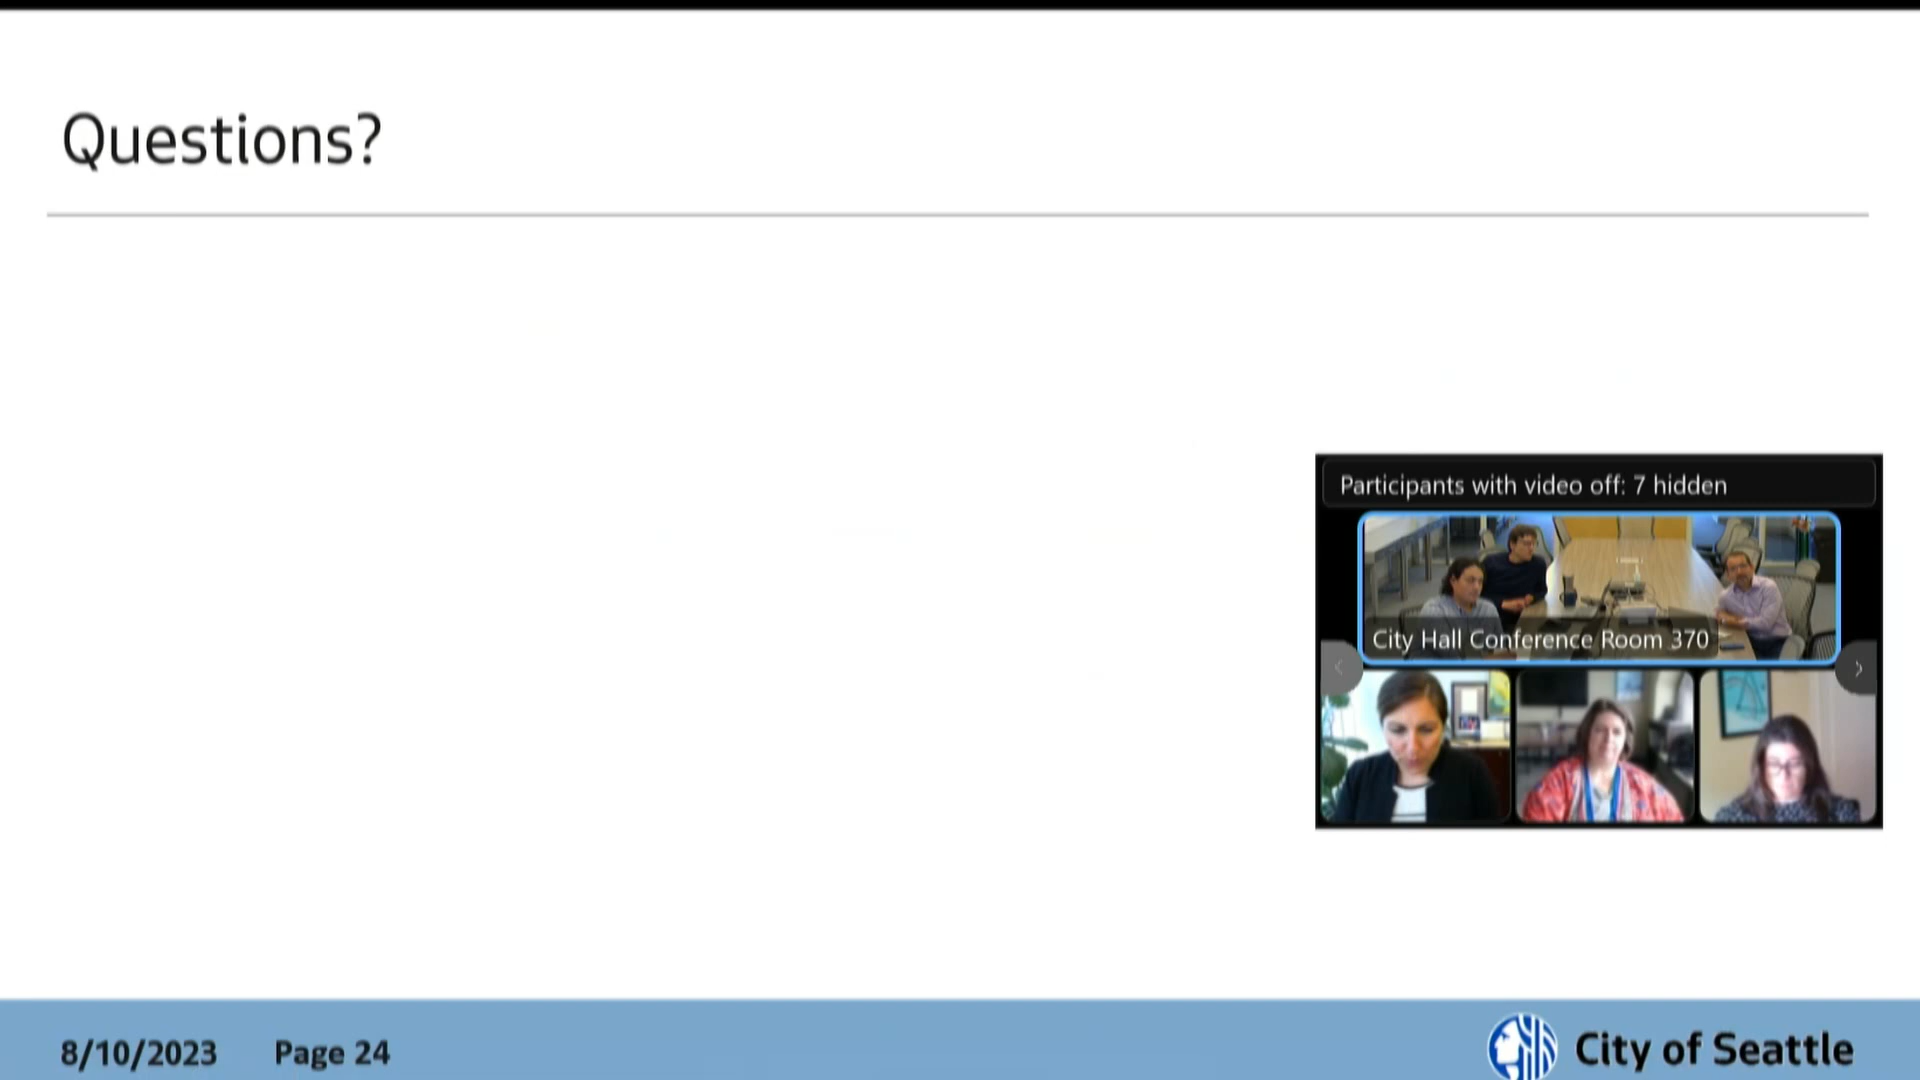 Questions?
Participants with video off: 7 hidden
City Hall Conference Room 370
8/10/2023 Page 24
City of Seattle